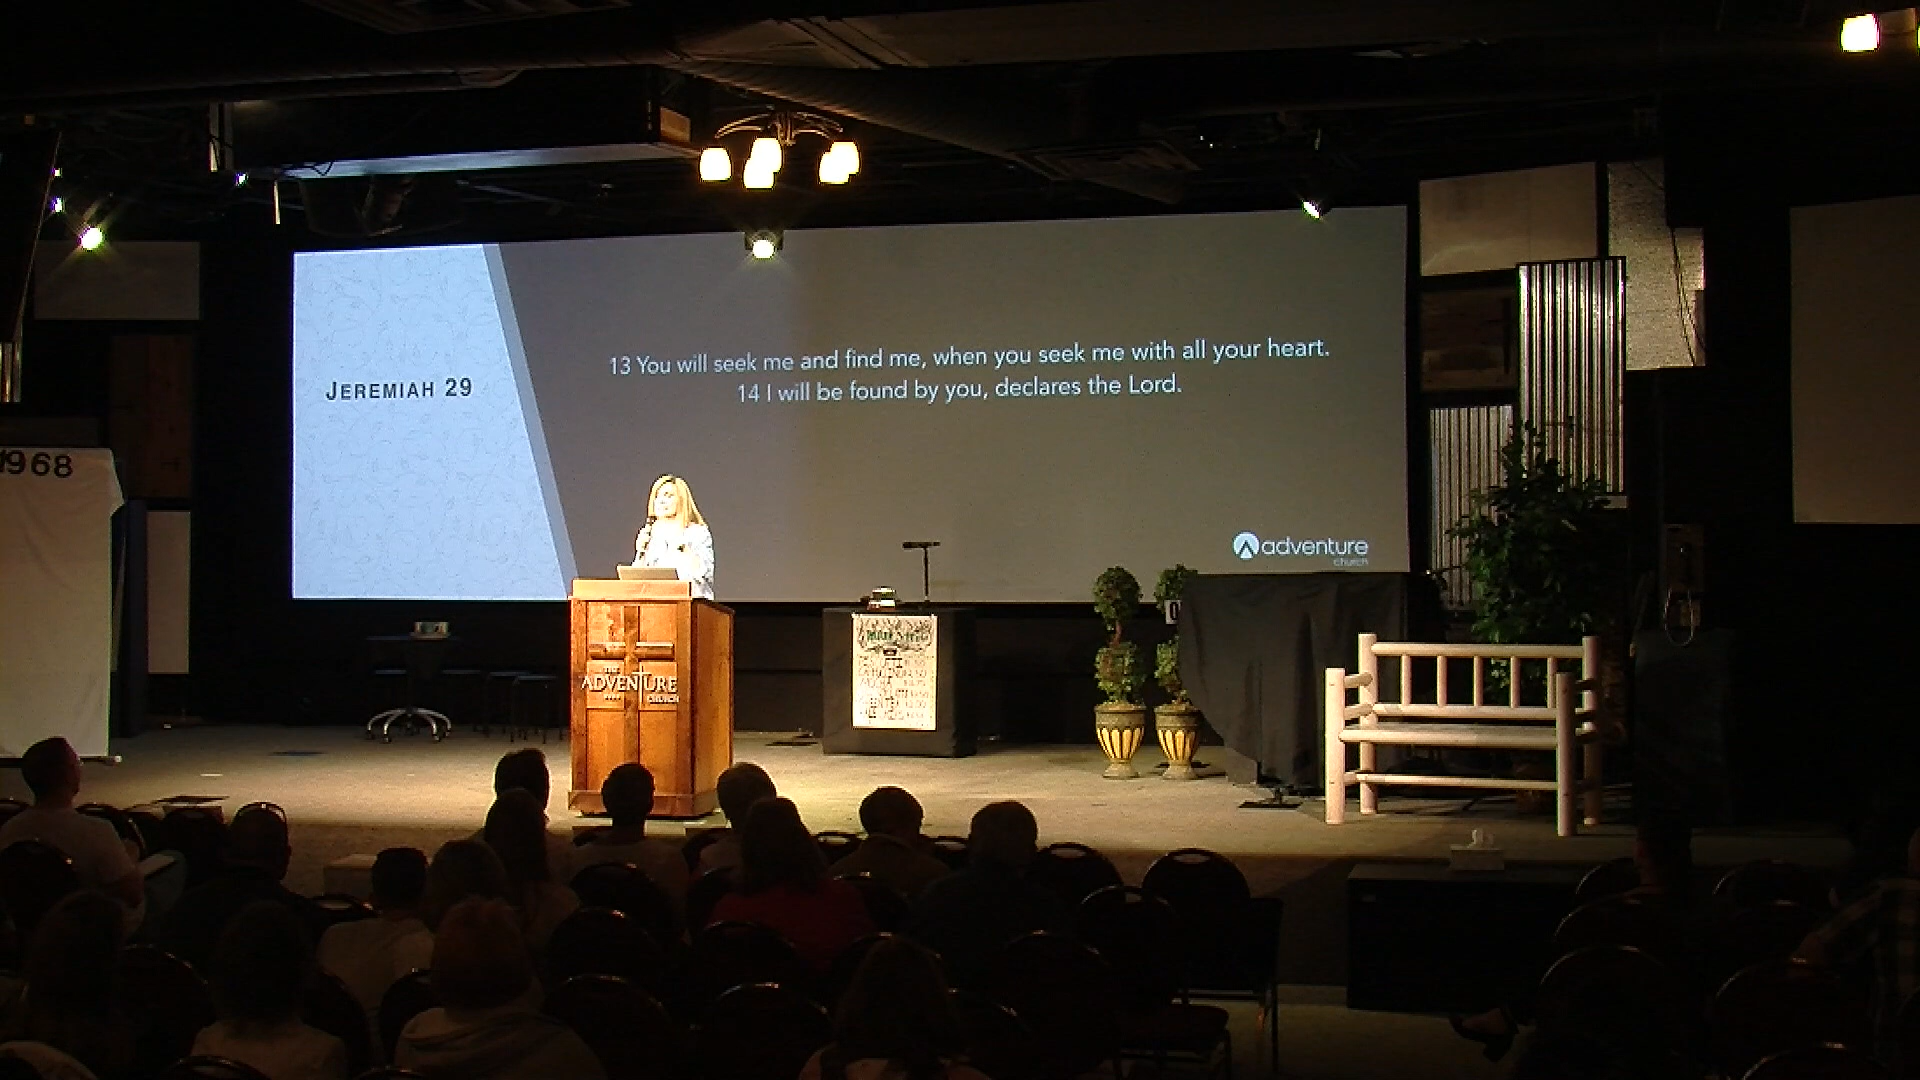 JEREMIAH 29
13 You will seek me and find me, when you seek me with all your heart.
14 I will be found by you, declares the Lord.
adventure
church
1968
ADVENTURE
CHURCH